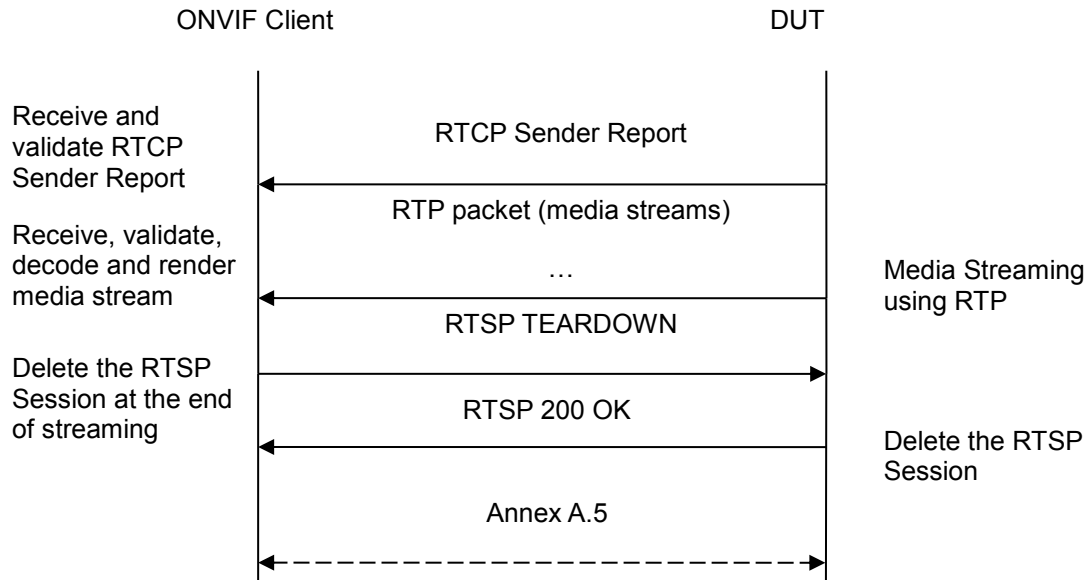 ONVIF Client
DUT
Receive and
validate RTCP
Sender Report
RTCP Sender Report
RTP packet (media streams)
Receive, validate,
decode and render
media stream
…
Media Streaming
using RTP
RTSP TEARDOWN
Delete the RTSP
Session at the end
of streaming
RTSP 200 OK
Delete the RTSP
Session
Annex A.5